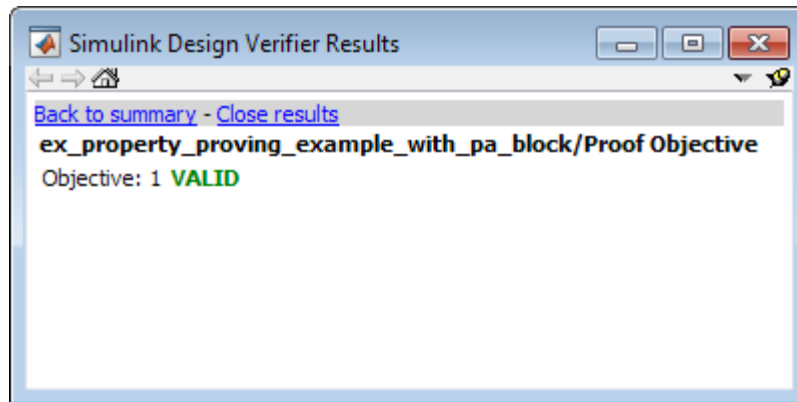 Simulink Design Verifier Results
Back to summary - Close results
ex_property_proving_example_with_pa_block/Proof Objective
Objective: 1 VALID